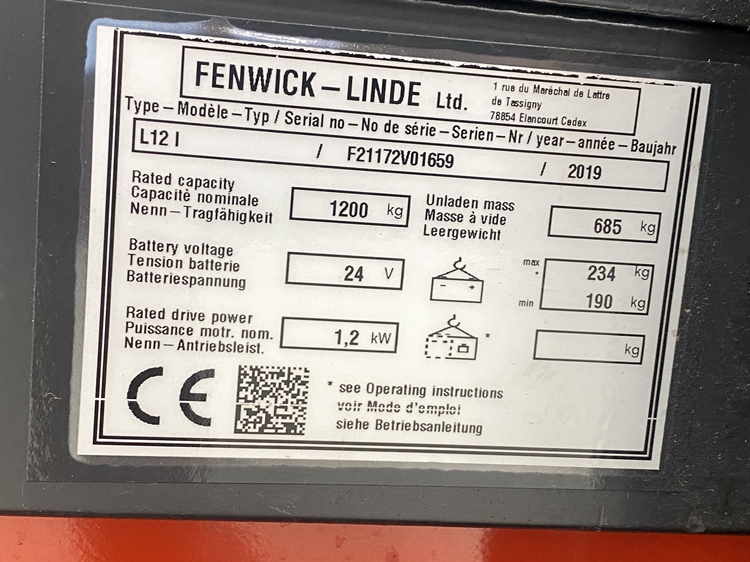 FENWICK – LINDE Ltd.
1 rue du Maréchal de Lattre
de Tassigny
78854 Elancourt Cedex
Type – Modèle – Typ / Serial no – No de série – Serien – Nr / year – année – Baujahr
L12 I / F21172V01659 / 2019
Rated capacity
Capacité nominale
Nenn – Tragfähigkeit
1200 kg
Unladen mass
Masse à vide
Leergewicht
685 kg
Battery voltage
Tension batterie
Batteriespannung
24 V
- +
max
*
234 kg
min
190 kg
Rated drive power
Puissance motr. nom.
Nenn – Antriebsleist.
1,2 kW
*
kg
CE
* see Operating instructions
voir Mode d'emploi
siehe Betriebsanleitung